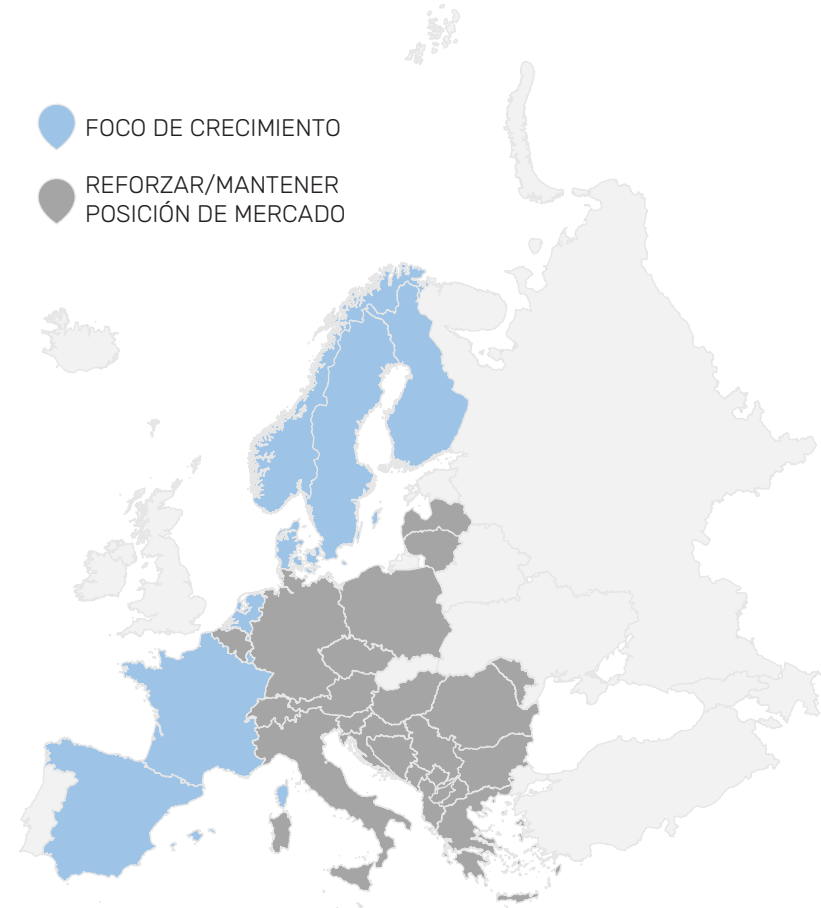 FOCO DE CRECIMIENTO
REFORZAR/MANTENER
POSICIÓN DE MERCADO